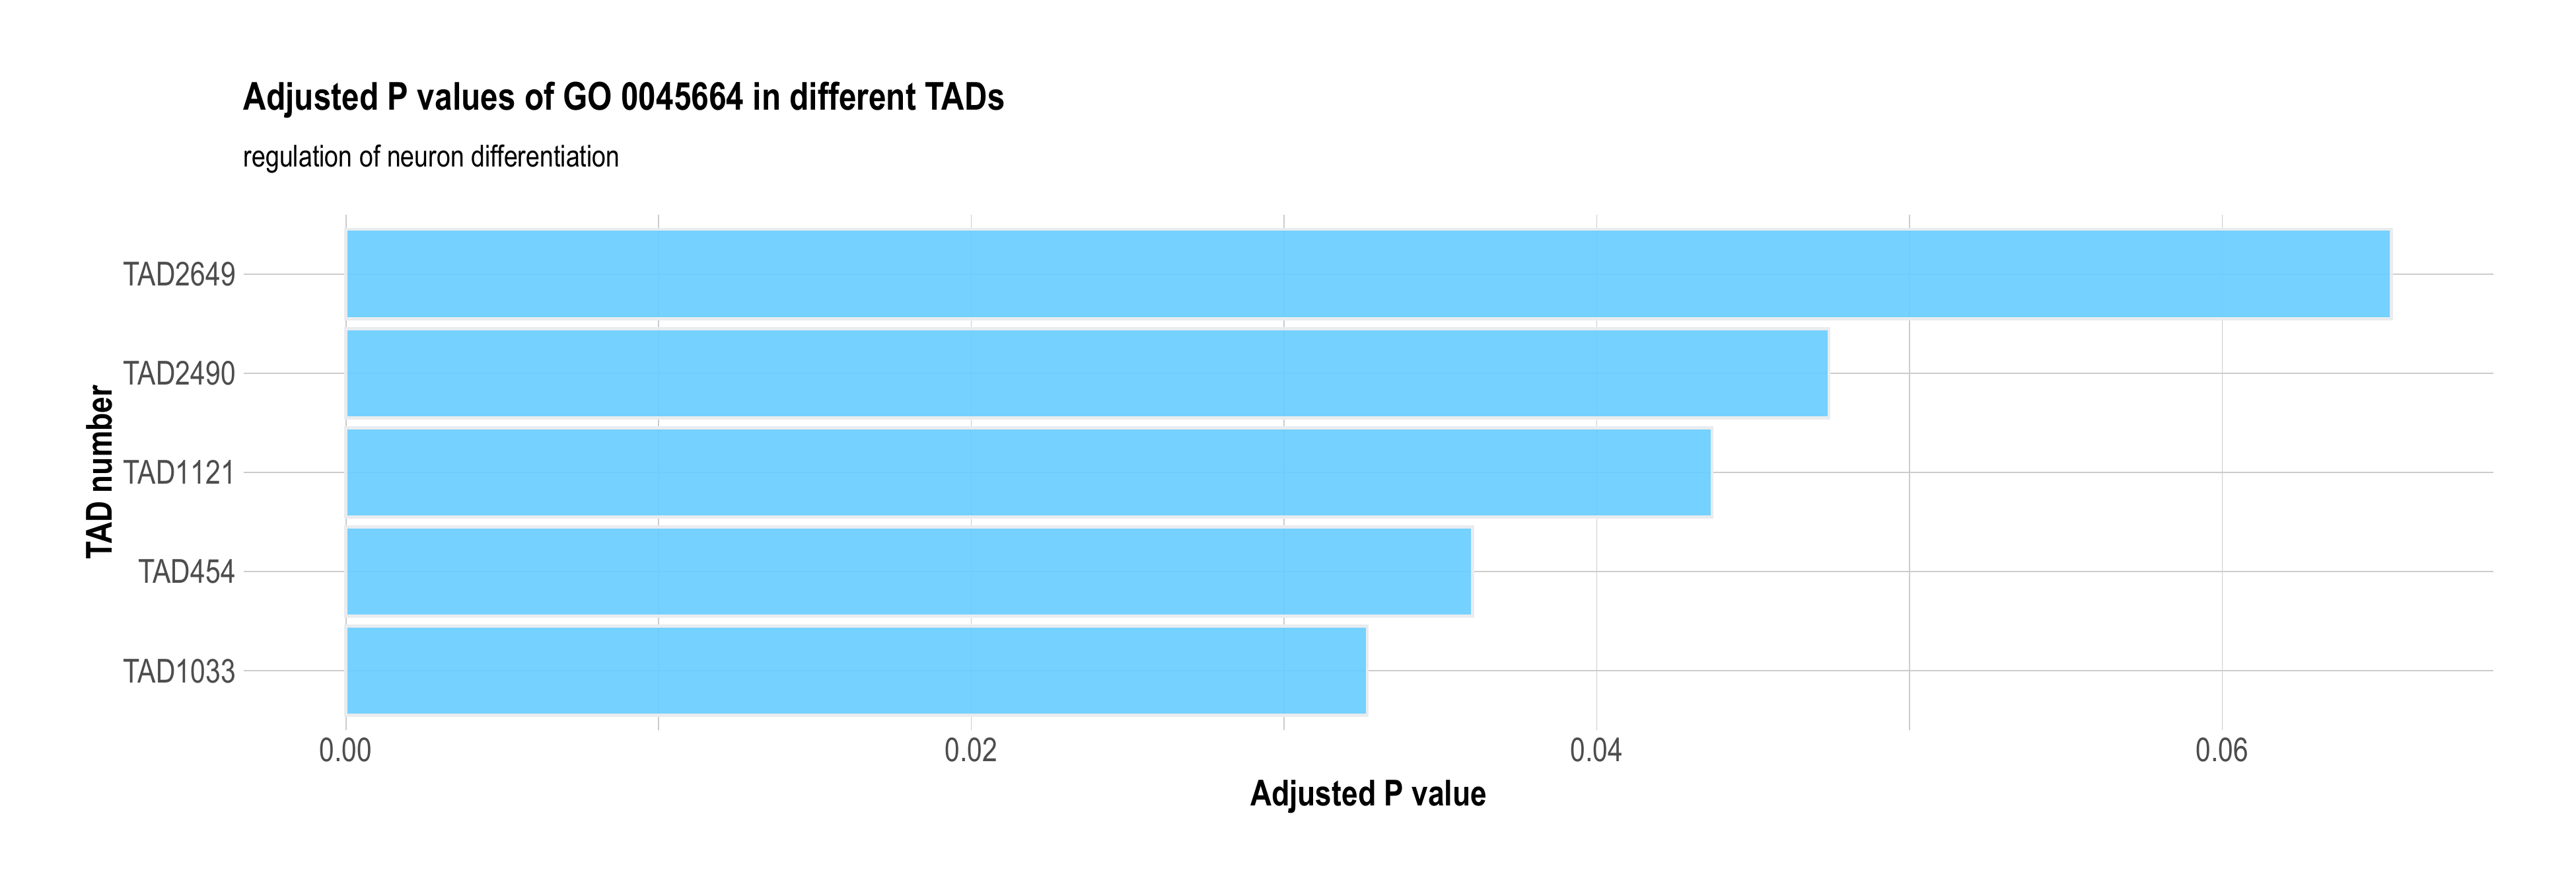 Adjusted P values of GO 0045664 in different TADs
regulation of neuron differentiation
TAD number
TAD2649
TAD2490
TAD1121
TAD454
TAD1033
0.00 0.02 0.04 0.06
Adjusted P value